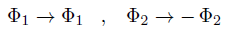 Φ₁ → Φ₁ , Φ₂ → − Φ₂